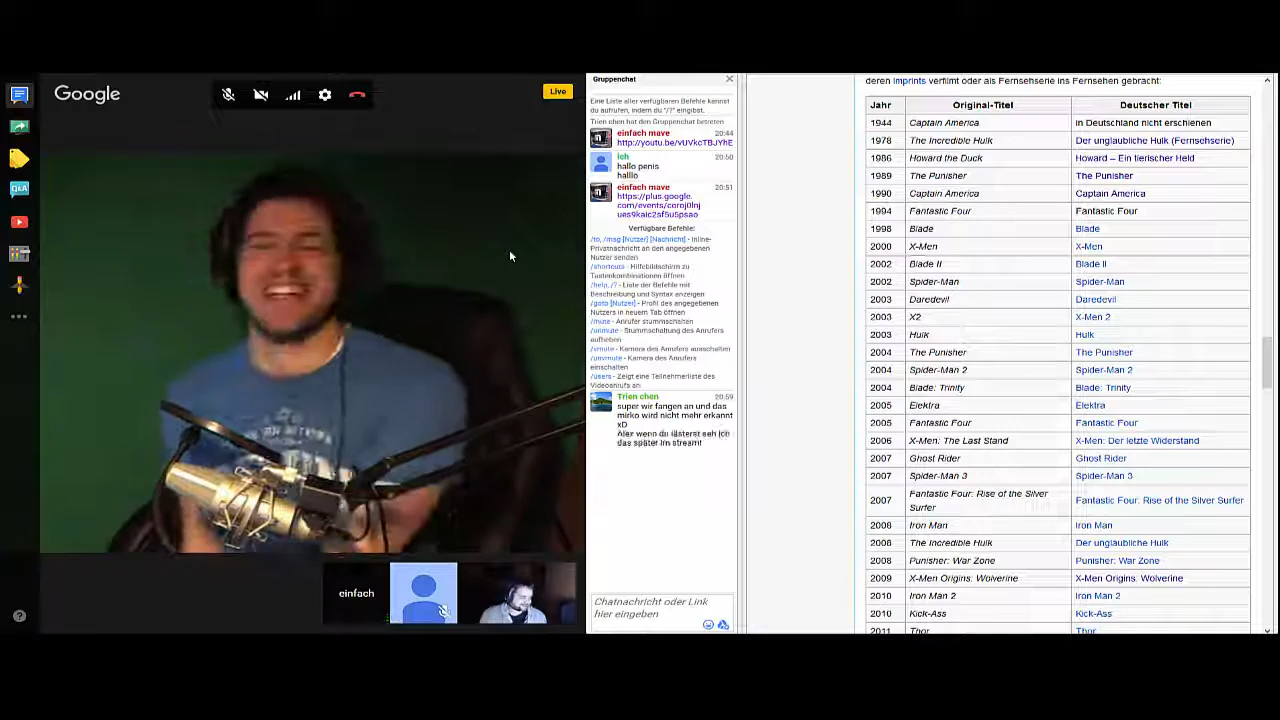 Google
Live
einfach
Gruppenchat
Eine Liste aller verfügbaren Befehle kannst
du aufrufen, indem du "/?" eingibst.
Trien chen hat den Gruppenchat betreten
einfach mave 20:44
http://youtu.be/vUVkcTBJYhE
ich 20:50
hallo penis
halllo
einfach mave 20:51
https://plus.google.
com/events/coroj0lnj
ues9kaic2sf5u5psao
Verfügbare Befehle:
/to, /msg [Nutzer] [Nachricht] - Inline-
Privatnachricht an den angegebenen
Nutzer senden
/shortcuts - Hilfebildschirm zu
Tastenkombinationen öffnen
/help, /? - Liste der Befehle mit
Beschreibung und Syntax anzeigen
/goto [Nutzer] - Profil des angegebenen
Nutzers in neuem Tab öffnen
/mute - Anrufer stummschalten
/unmute - Stummschaltung des Anrufers
aufheben
/vmute - Kamera des Anrufers ausschalten
/unvmute - Kamera des Anrufers
einschalten
/users - Zeigt eine Teilnehmerliste des
Videoanrufs an
Trien chen 20:59
super wir fangen an und das
mirko wird nicht mehr erkannt
xD
Alex wenn du lästerst seh ich
das später im stream!
Chatnachricht oder Link
hier eingeben
deren Imprints verfilmt oder als Fernsehserie ins Fernsehen gebracht:
Jahr Original-Titel Deutscher Titel
1944 Captain America in Deutschland nicht erschienen
1978 The Incredible Hulk Der unglaubliche Hulk (Fernsehserie)
1986 Howard the Duck Howard – Ein tierischer Held
1989 The Punisher The Punisher
1990 Captain America Captain America
1994 Fantastic Four Fantastic Four
1998 Blade Blade
2000 X-Men X-Men
2002 Blade II Blade II
2002 Spider-Man Spider-Man
2003 Daredevil Daredevil
2003 X2 X-Men 2
2003 Hulk Hulk
2004 The Punisher The Punisher
2004 Spider-Man 2 Spider-Man 2
2004 Blade: Trinity Blade: Trinity
2005 Elektra Elektra
2005 Fantastic Four Fantastic Four
2006 X-Men: The Last Stand X-Men: Der letzte Widerstand
2007 Ghost Rider Ghost Rider
2007 Spider-Man 3 Spider-Man 3
2007 Fantastic Four: Rise of the Silver Surfer Fantastic Four: Rise of the Silver Surfer
2008 Iron Man Iron Man
2008 The Incredible Hulk Der unglaubliche Hulk
2008 Punisher: War Zone Punisher: War Zone
2009 X-Men Origins: Wolverine X-Men Origins: Wolverine
2010 Iron Man 2 Iron Man 2
2010 Kick-Ass Kick-Ass
2011 Thor Thor